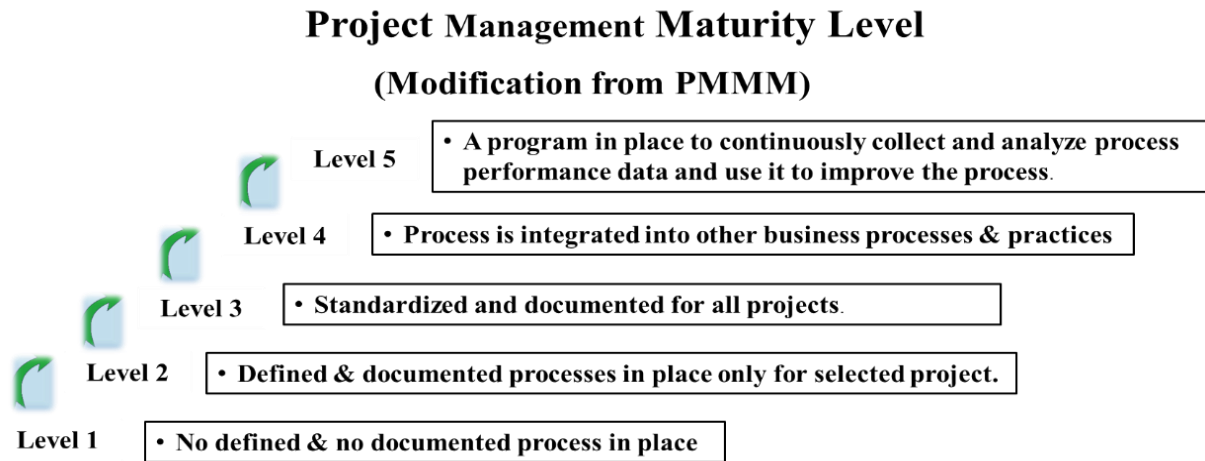 Project Management Maturity Level
(Modification from PMMM)
Level 5
• A program in place to continuously collect and analyze process
performance data and use it to improve the process.
Level 4
• Process is integrated into other business processes & practices
Level 3
• Standardized and documented for all projects.
Level 2
• Defined & documented processes in place only for selected project.
Level 1
• No defined & no documented process in place